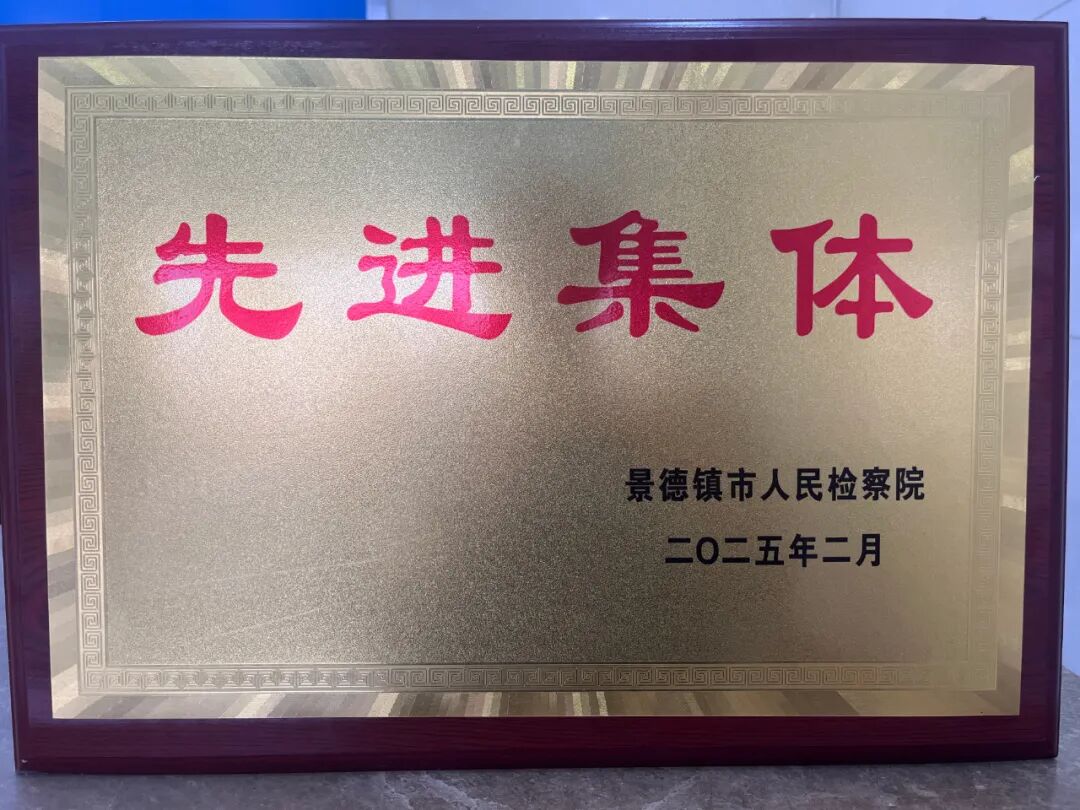 先进集体
景德镇市人民检察院
二〇二五年二月